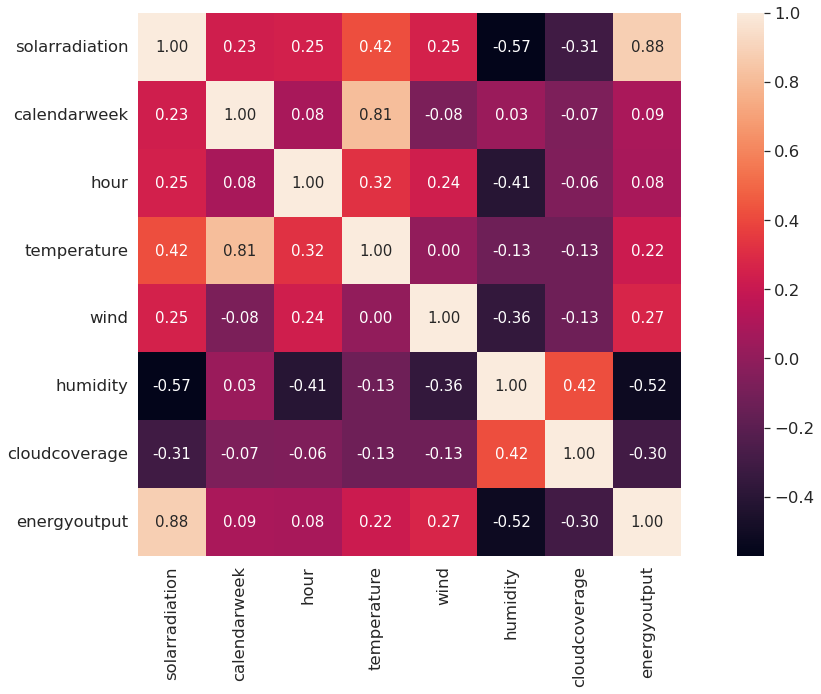 solarradiation 1.00 0.23 0.25 0.42 0.25 -0.57 -0.31 0.88
calendarweek 0.23 1.00 0.08 0.81 -0.08 0.03 -0.07 0.09
hour 0.25 0.08 1.00 0.32 0.24 -0.41 -0.06 0.08
temperature 0.42 0.81 0.32 1.00 0.00 -0.13 -0.13 0.22
wind 0.25 -0.08 0.24 0.00 1.00 -0.36 -0.13 0.27
humidity -0.57 0.03 -0.41 -0.13 -0.36 1.00 0.42 -0.52
cloudcoverage -0.31 -0.07 -0.06 -0.13 -0.13 0.42 1.00 -0.30
energyoutput 0.88 0.09 0.08 0.22 0.27 -0.52 -0.30 1.00
solarradiation
calendarweek
hour
temperature
wind
humidity
cloudcoverage
energyoutput
1.0
0.8
0.6
0.4
0.2
0.0
−0.2
−0.4